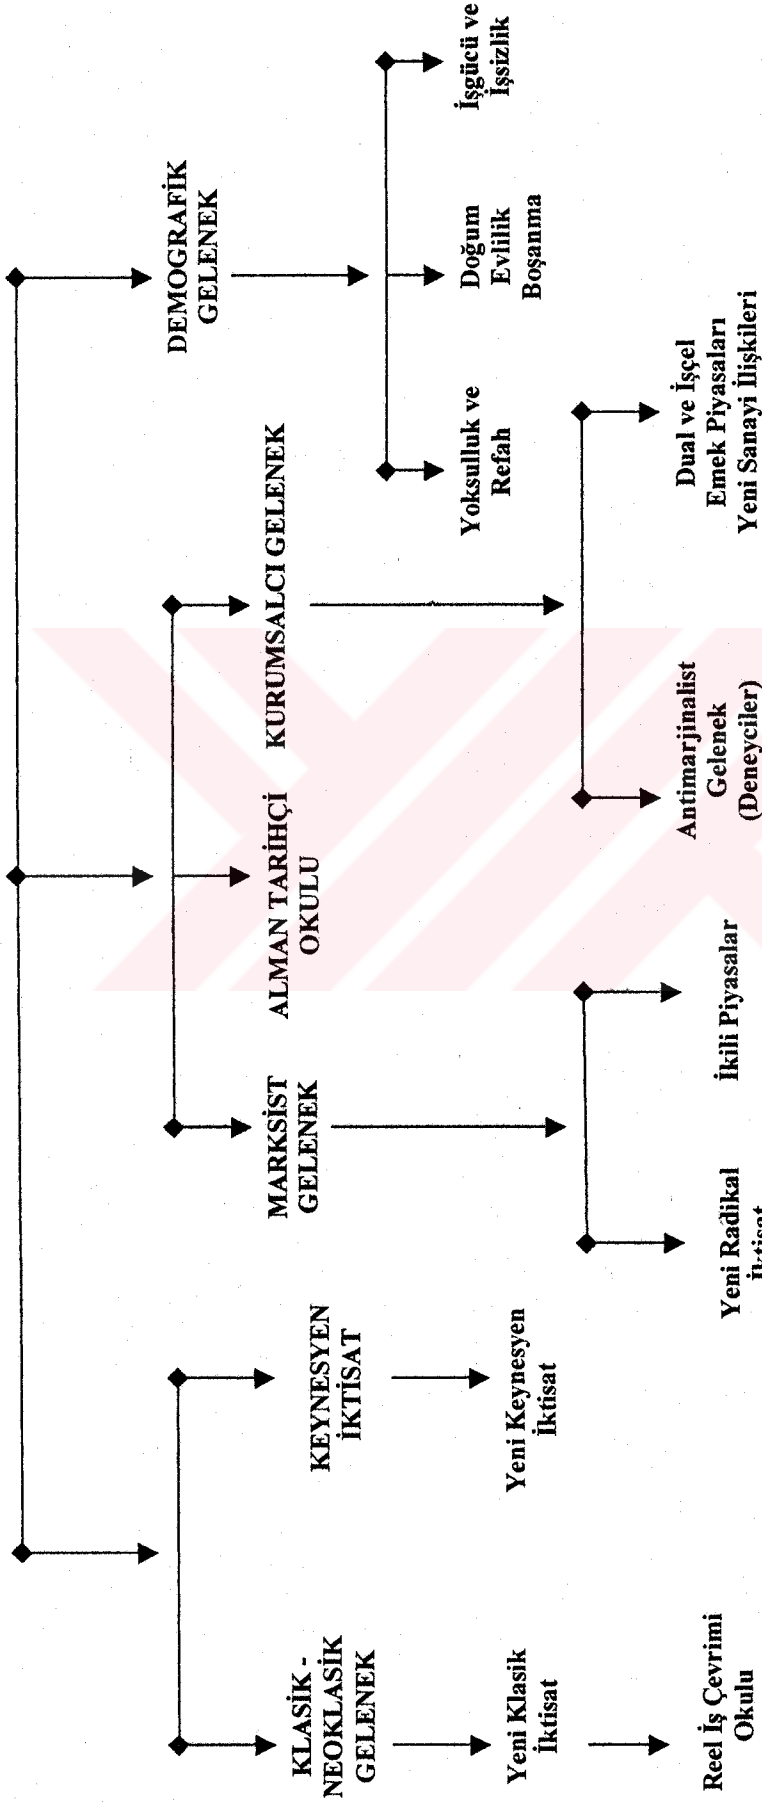 DEMOGRAFİK
GELENEK
KLASİK -
NEOKLASİK
GELENEK
KEYNESYEN
İKTİSAT
MARKSİST
GELENEK
ALMAN TARİHÇİ
OKULU
KURUMSALCI GELENEK
Yoksulluk ve
Refah
Doğum
Evlilik
Boşanma
İşgücü ve
İşsizlik
Yeni Klasik
İktisat
Yeni Keynesyen
İktisat
Reel İş Çevrimi
Okulu
Yeni Radikal
İktisat
İkili Piyasalar
Antimarjinalist
Gelenek
(Deneyciler)
Dual ve İşçel
Emek Piyasaları
Yeni Sanayi İlişkileri